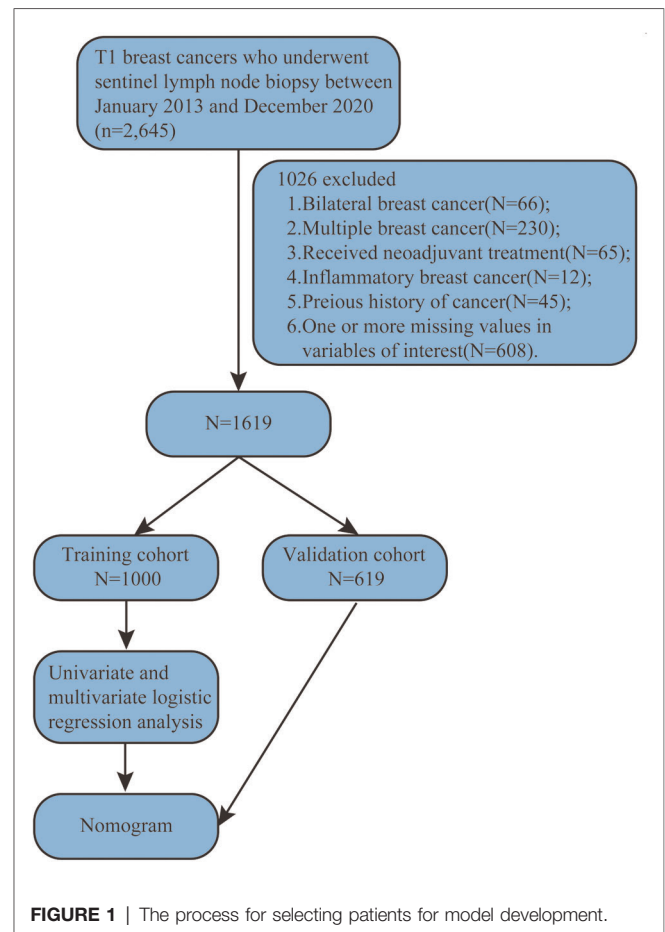 T1 breast cancers who underwent
sentinel lymph node biopsy between
January 2013 and December 2020
(n=2,645)
1026 excluded
1.Bilateral breast cancer(N=66);
2.Multiple breast cancer(N=230);
3.Received neoadjuvant treatment(N=65);
4.Inflammatory breast cancer(N=12);
5.Preious history of cancer(N=45);
6.One or more missing values in
variables of interest(N=608).
N=1619
Training cohort
N=1000
Validation cohort
N=619
Univariate and
multivariate logistic
regression analysis
Nomogram
FIGURE 1 | The process for selecting patients for model development.